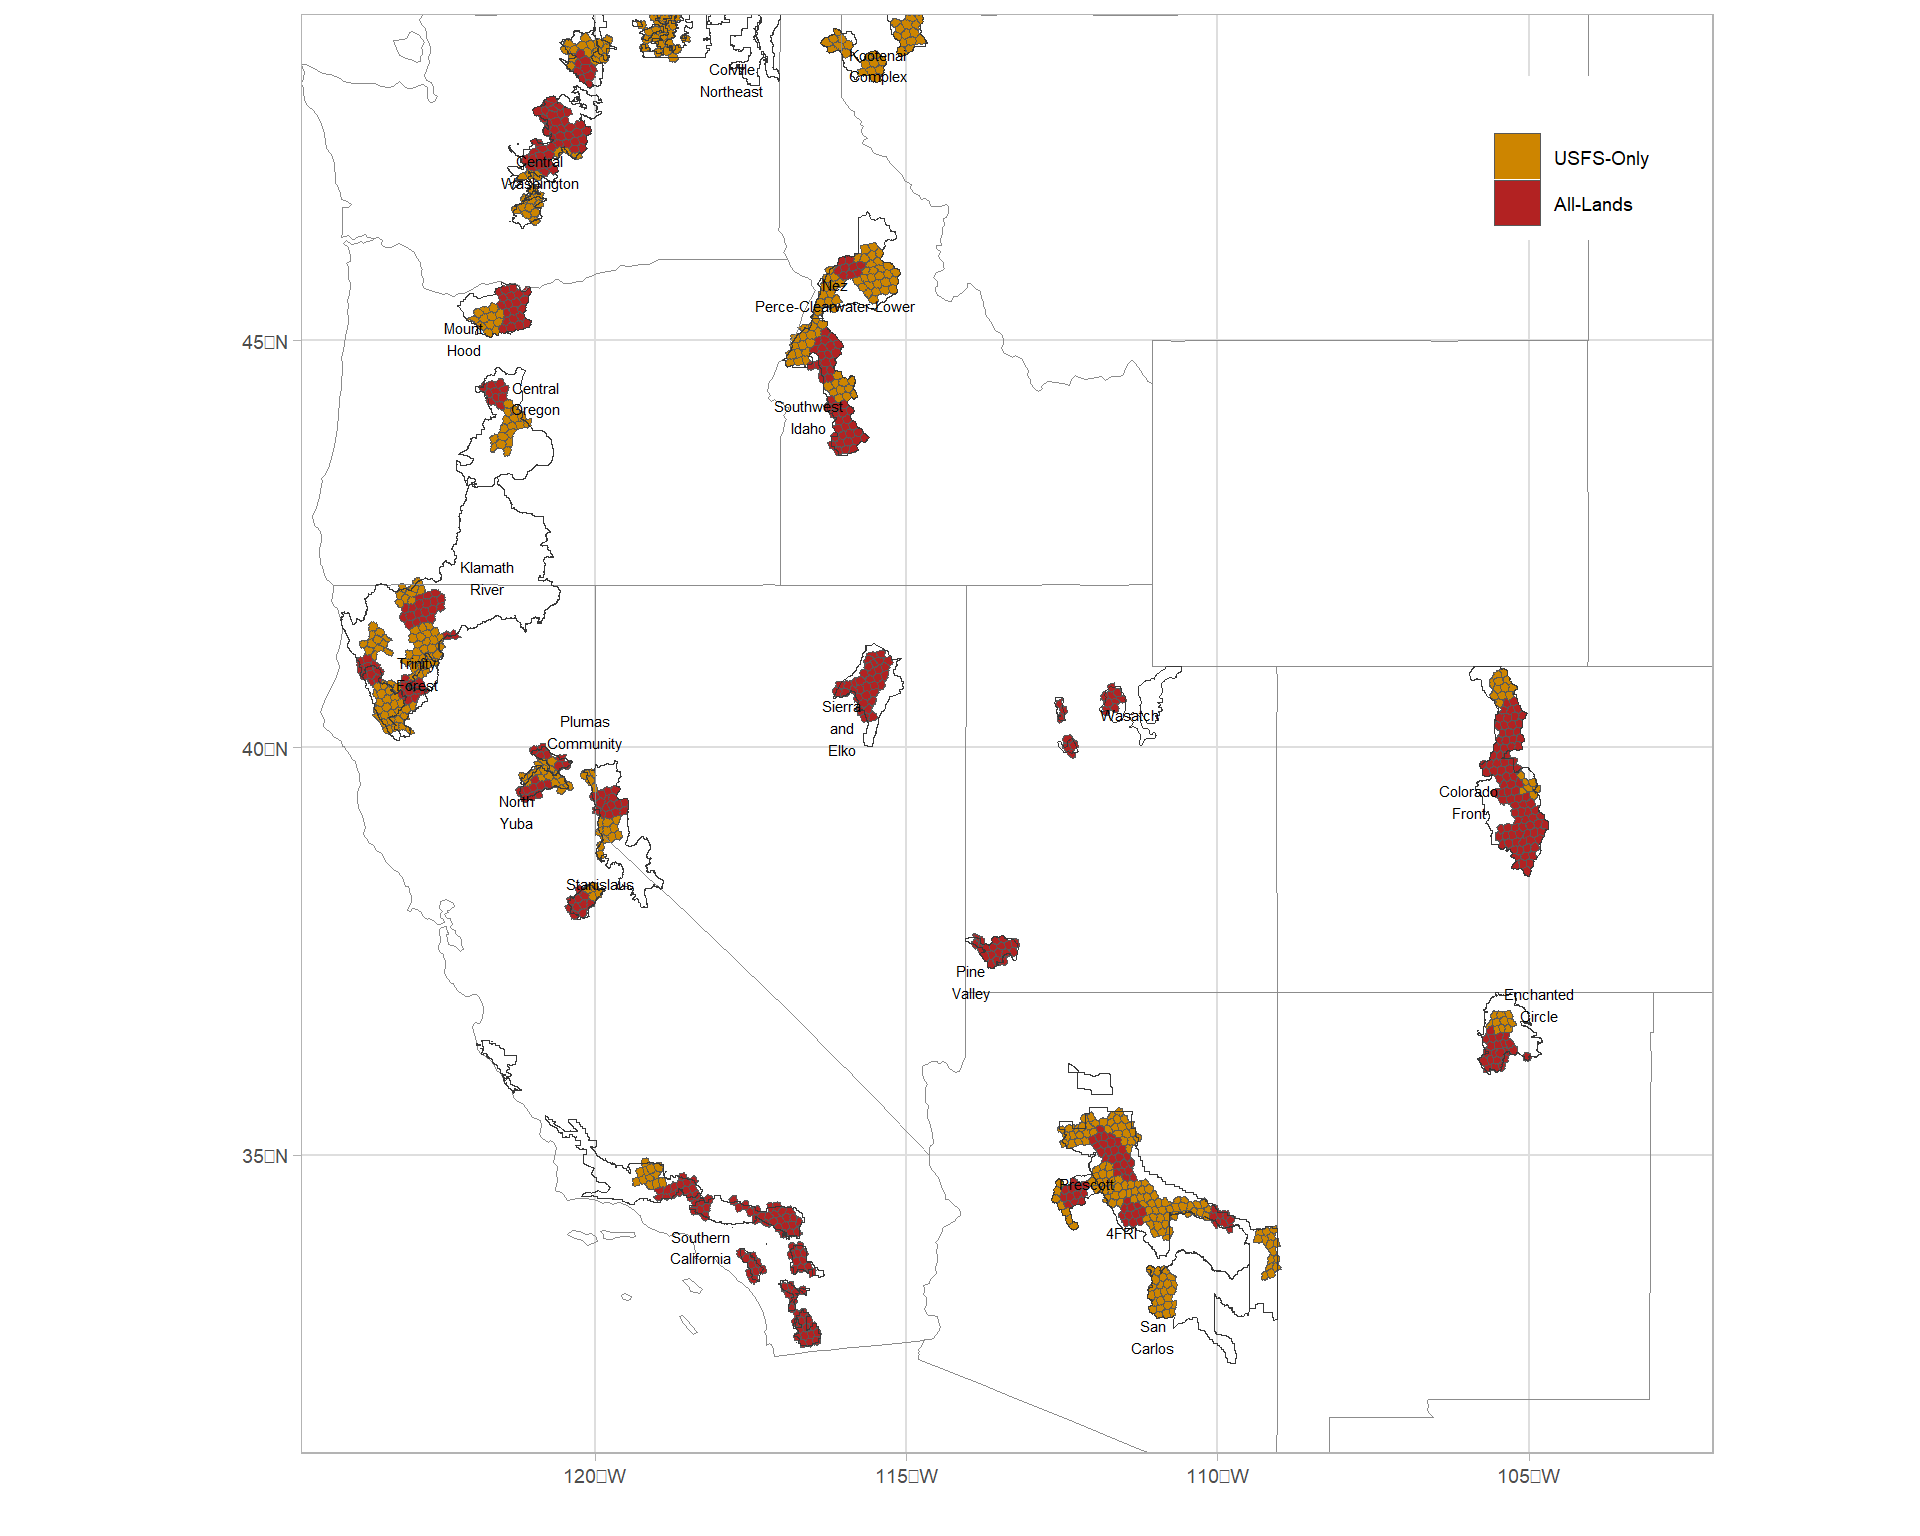 Kootenai
Complex
Colville
Northeast
USFS-Only
All-Lands
Central
Washington
Nez
Perce-Clearwater-Lower
Mount
Hood
45▯N
Central
Oregon
Southwest
Idaho
Klamath
River
Trinity
Forest
Sierra
and
Elko
Wasatch
Plumas
Community
40▯N
North
Yuba
Colorado
Front
Stanislaus
Pine
Valley
Enchanted
Circle
35▯N
Prescott
4FRI
Southern
California
San
Carlos
120▯W
115▯W
110▯W
105▯W